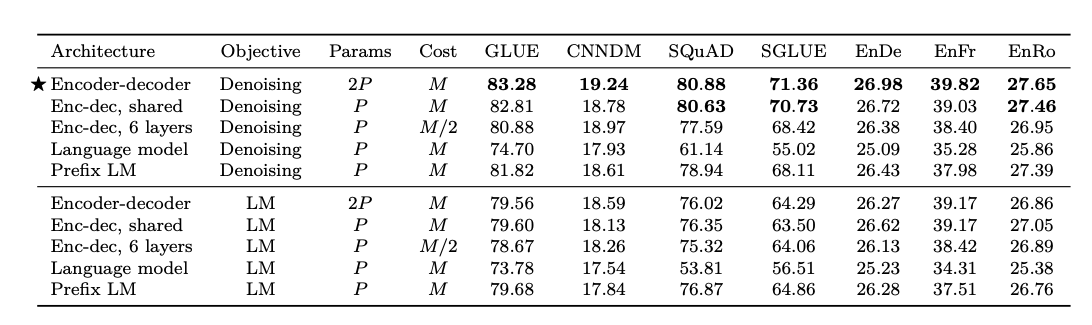 Architecture Objective Params Cost GLUE CNNDM SQuAD SGLUE EnDe EnFr EnRo
★ Encoder-decoder Denoising 2P M 83.28 19.24 80.88 71.36 26.98 39.82 27.65
Enc-dec, shared Denoising P M 82.81 18.78 80.63 70.73 26.72 39.03 27.46
Enc-dec, 6 layers Denoising P M/2 80.88 18.97 77.59 68.42 26.38 38.40 26.95
Language model Denoising P M 74.70 17.93 61.14 55.02 25.09 35.28 25.86
Prefix LM Denoising P M 81.82 18.61 78.94 68.11 26.43 37.98 27.39
Encoder-decoder LM 2P M 79.56 18.59 76.02 64.29 26.27 39.17 26.86
Enc-dec, shared LM P M 79.60 18.13 76.35 63.50 26.62 39.17 27.05
Enc-dec, 6 layers LM P M/2 78.67 18.26 75.32 64.06 26.13 38.42 26.89
Language model LM P M 73.78 17.54 53.81 56.51 25.23 34.31 25.38
Prefix LM LM P M 79.68 17.84 76.87 64.86 26.28 37.51 26.76